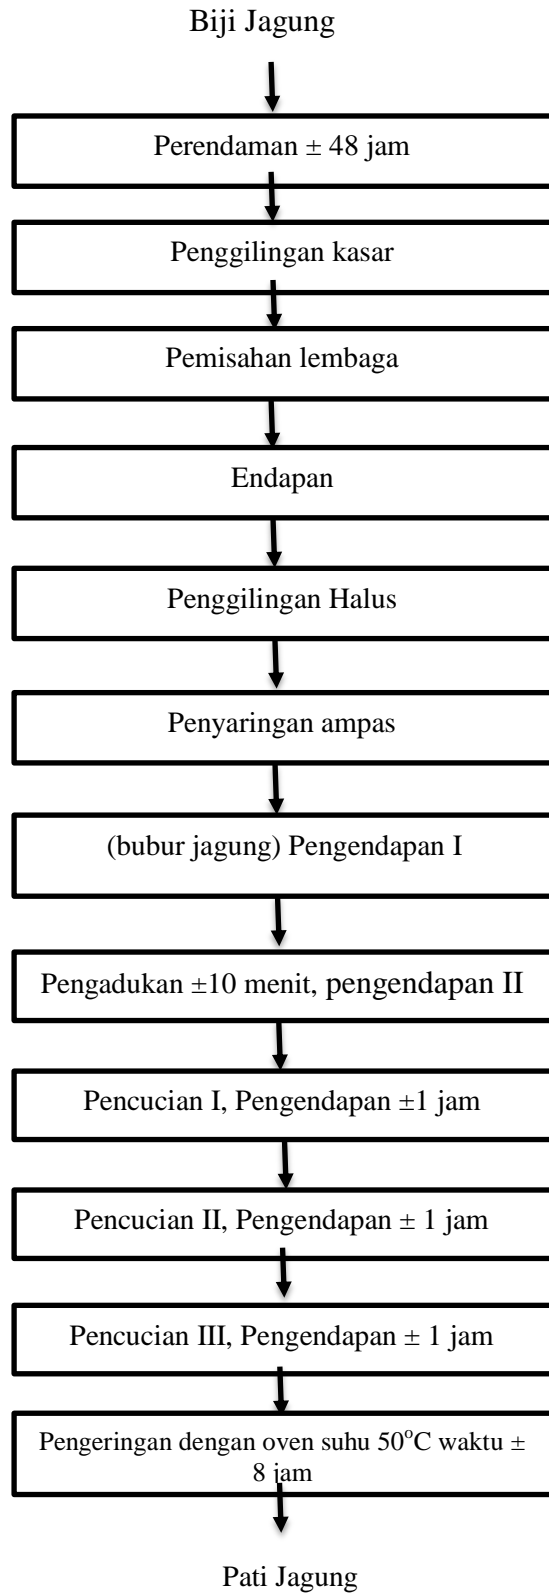 Biji Jagung
Perendaman ± 48 jam
Penggilingan kasar
Pemisahan lembaga
Endapan
Penggilingan Halus
Penyaringan ampas
(bubur jagung) Pengendapan I
Pengadukan ±10 menit, pengendapan II
Pencucian I, Pengendapan ±1 jam
Pencucian II, Pengendapan ± 1 jam
Pencucian III, Pengendapan ± 1 jam
Pengeringan dengan oven suhu 50°C waktu ±
8 jam
Pati Jagung